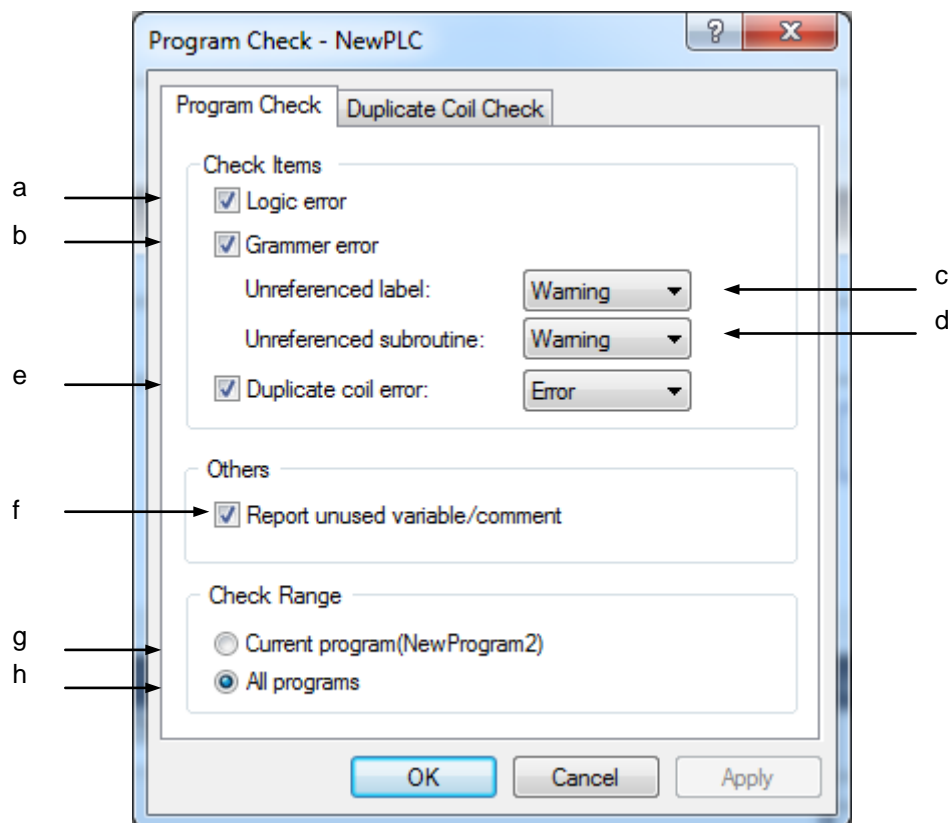 Program Check - NewPLC
Program Check Duplicate Coil Check
Check Items
a
Logic error
b
Grammer error
Unreferenced label: Warning
c
Unreferenced subroutine: Warning
d
e
Duplicate coil error: Error
Others
f
Report unused variable/comment
Check Range
g
Current program(NewProgram2)
h
All programs
OK Cancel Apply